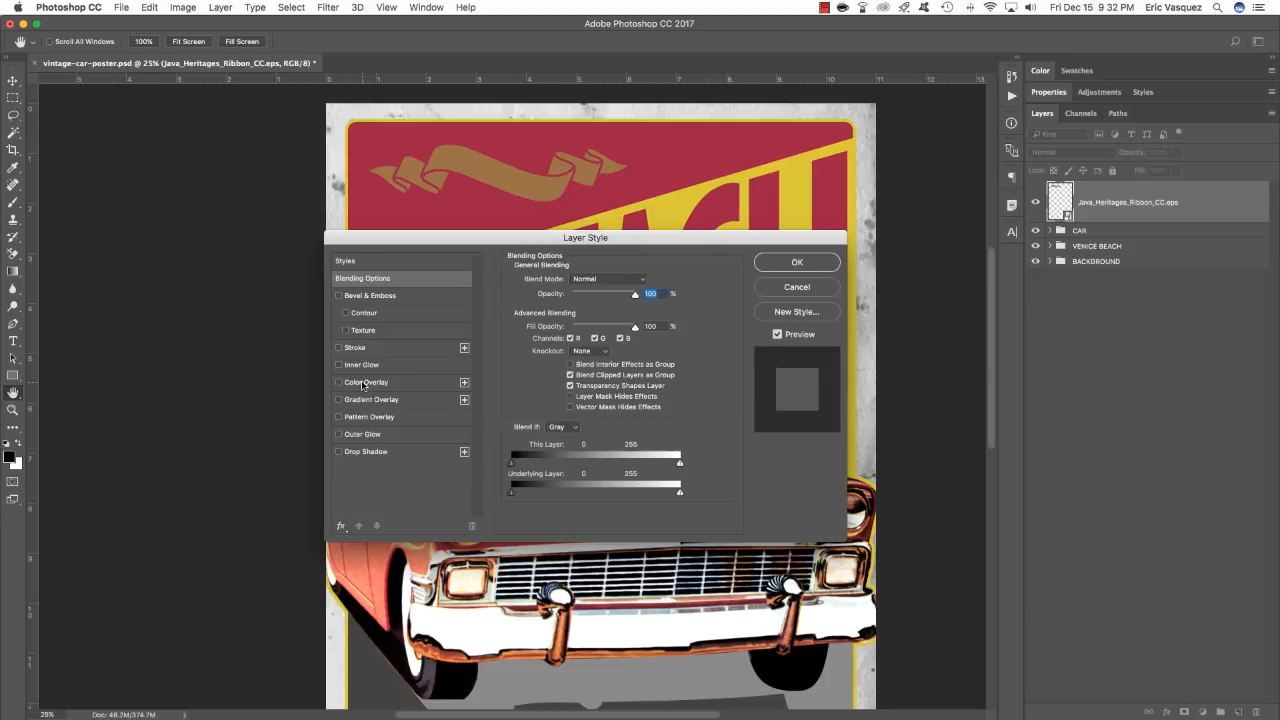 Photoshop CC File Edit Image Layer Type Select Filter 3D View Window Help Fri Dec 15 9:32 PM Eric Vasquez
Adobe Photoshop CC 2017
Scroll All Windows 100% Fit Screen Fill Screen
vintage-car-poster.psd @ 25% (Java_Heritages_Ribbon_CC.eps, RGB/8) *
Color Swatches
Properties Adjustments Styles
Layers Channels Paths
Kind
Normal Opacity: 100%
Lock: Fill: 100%
Java_Heritages_Ribbon_CC.eps
CAR
VENICE BEACH
BACKGROUND
Layer Style
Styles
Blending Options
Bevel & Emboss
Contour
Texture
Stroke
Inner Glow
Color Overlay
Gradient Overlay
Pattern Overlay
Outer Glow
Drop Shadow
fx
Blending Options
General Blending
Blend Mode: Normal
Opacity: 100 %
Advanced Blending
Fill Opacity: 100 %
Channels: R G B
Knockout: None
Blend Interior Effects as Group
Blend Clipped Layers as Group
Transparency Shapes Layer
Layer Mask Hides Effects
Vector Mask Hides Effects
Blend If: Gray
This Layer: 0 255
Underlying Layer: 0 255
OK
Cancel
New Style...
Preview
25% Doc: 48.2M/374.7M